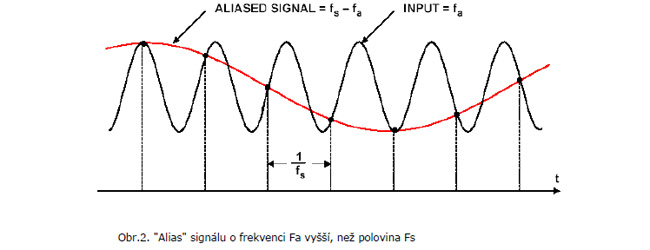 ALIASED SIGNAL = fs – fa INPUT = fa
1
fs
t
Obr.2. "Alias" signálu o frekvenci Fa vyšší, než polovina Fs